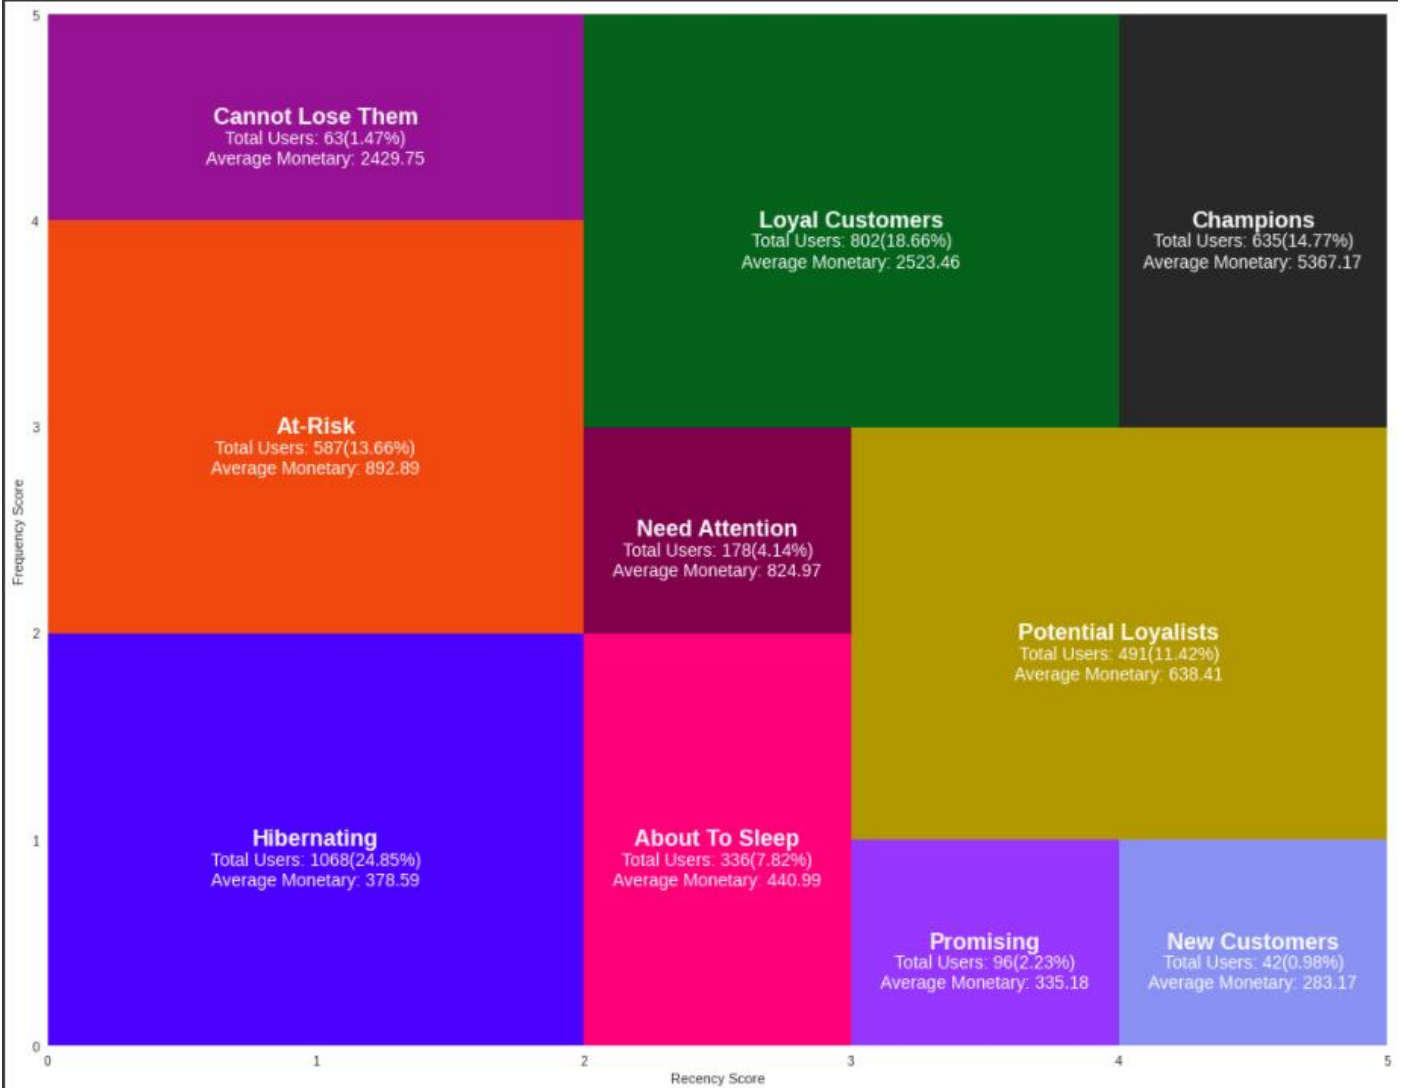 5
Cannot Lose Them
Total Users: 63(1.47%)
Average Monetary: 2429.75
4
Loyal Customers
Total Users: 802(18.66%)
Average Monetary: 2523.46
Champions
Total Users: 635(14.77%)
Average Monetary: 5367.17
At-Risk
Total Users: 587(13.66%)
Average Monetary: 892.89
3
Frequency Score
Need Attention
Total Users: 178(4.14%)
Average Monetary: 824.97
2
Potential Loyalists
Total Users: 491(11.42%)
Average Monetary: 638.41
Hibernating
Total Users: 1068(24.85%)
Average Monetary: 378.59
1
About To Sleep
Total Users: 336(7.82%)
Average Monetary: 440.99
Promising
Total Users: 96(2.23%)
Average Monetary: 335.18
New Customers
Total Users: 42(0.98%)
Average Monetary: 283.17
0
0 1 2 3 4 5
Recency Score